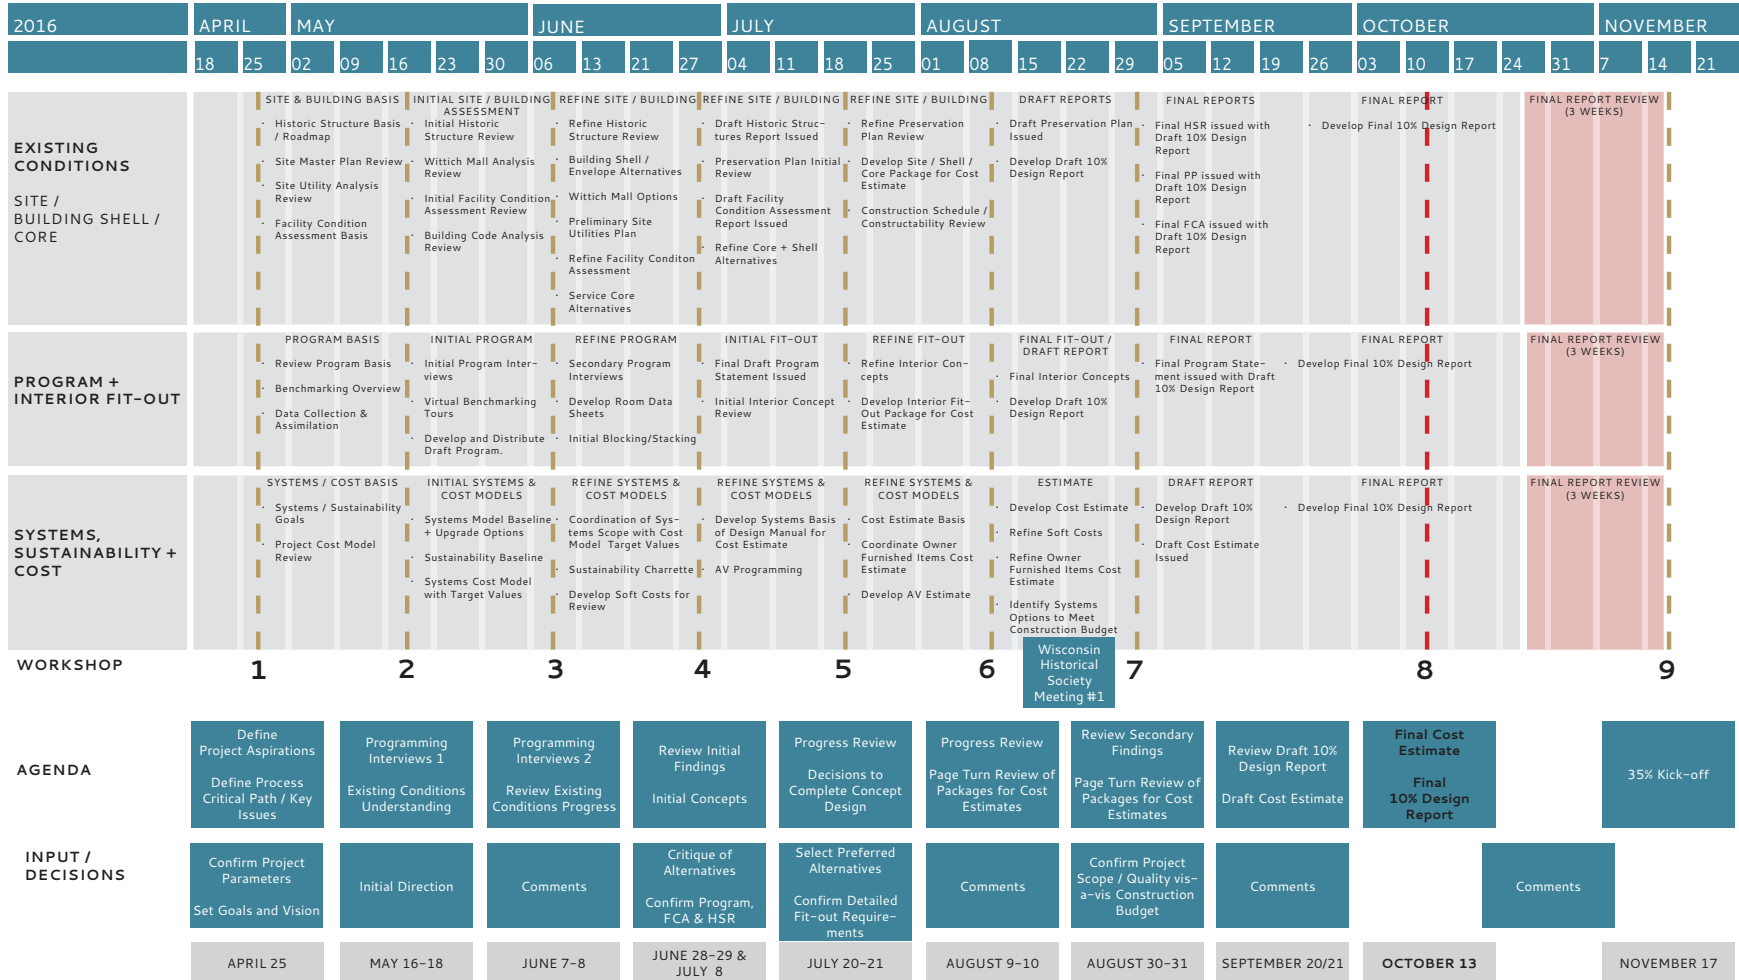 2016
APRIL
MAY
JUNE
JULY
AUGUST
SEPTEMBER
OCTOBER
NOVEMBER
18 25 02 09 16 23 30 06 13 21 27 04 11 18 25 01 08 15 22 29 05 12 19 26 03 10 17 24 31 7 14 21
EXISTING
CONDITIONS
SITE /
BUILDING SHELL /
CORE
SITE & BUILDING BASIS
· Historic Structure Basis
/ Roadmap
· Site Master Plan Review
· Site Utility Analysis
Review
· Facility Condition
Assessment Basis
INITIAL SITE / BUILDING
ASSESSMENT
· Initial Historic
Structure Review
· Wittich Mall Analysis
Review
· Initial Facility Condition
Assessment Review
· Building Code Analysis
Review
REFINE SITE / BUILDING
· Refine Historic
Structure Review
· Building Shell /
Envelope Alternatives
· Wittich Mall Options
· Preliminary Site
Utilities Plan
· Refine Facility Conditon
Assessment
· Service Core
Alternatives
REFINE SITE / BUILDING
· Draft Historic Struc-
tures Report Issued
· Preservation Plan Initial
Review
· Draft Facility
Condition Assessment
Report Issued
· Refine Core + Shell
Alternatives
REFINE SITE / BUILDING
· Refine Preservation
Plan Review
· Develop Site / Shell /
Core Package for Cost
Estimate
· Construction Schedule /
Constructability Review
DRAFT REPORTS
· Draft Preservation Plan
Issued
· Develop Draft 10%
Design Report
FINAL REPORTS
· Final HSR issued with
Draft 10% Design
Report
· Final PP issued with
Draft 10% Design
Report
· Final FCA issued with
Draft 10% Design
Report
FINAL REPORT
· Develop Final 10% Design Report
FINAL REPORT REVIEW
(3 WEEKS)
PROGRAM +
INTERIOR FIT-OUT
PROGRAM BASIS
· Review Program Basis
· Benchmarking Overview
· Data Collection &
Assimilation
INITIAL PROGRAM
· Initial Program Inter-
views
· Virtual Benchmarking
Tours
· Develop and Distribute
Draft Program.
REFINE PROGRAM
· Secondary Program
Interviews
· Develop Room Data
Sheets
· Initial Blocking/Stacking
INITIAL FIT-OUT
· Final Draft Program
Statement Issued
· Initial Interior Concept
Review
REFINE FIT-OUT
· Refine Interior Con-
cepts
· Develop Interior Fit-
Out Package for Cost
Estimate
FINAL FIT-OUT /
DRAFT REPORT
· Final Interior Concepts
· Develop Draft 10%
Design Report
FINAL REPORT
· Final Program State-
ment issued with Draft
10% Design Report
FINAL REPORT
· Develop Final 10% Design Report
FINAL REPORT REVIEW
(3 WEEKS)
SYSTEMS,
SUSTAINABILITY +
COST
SYSTEMS / COST BASIS
· Systems / Sustainability
Goals
· Project Cost Model
Review
INITIAL SYSTEMS &
COST MODELS
· Systems Model Baseline
+ Upgrade Options
· Sustainability Baseline
· Systems Cost Model
with Target Values
REFINE SYSTEMS &
COST MODELS
· Coordination of Sys-
tems Scope with Cost
Model Target Values
· Sustainability Charrette
· Develop Soft Costs for
Review
REFINE SYSTEMS &
COST MODELS
· Develop Systems Basis
of Design Manual for
Cost Estimate
· AV Programming
REFINE SYSTEMS &
COST MODELS
· Cost Estimate Basis
· Coordinate Owner
Furnished Items Cost
Estimate
· Develop AV Estimate
ESTIMATE
· Develop Cost Estimate
· Refine Soft Costs
· Refine Owner
Furnished Items Cost
Estimate
· Identify Systems
Options to Meet
Construction Budget
DRAFT REPORT
· Develop Draft 10%
Design Report
· Draft Cost Estimate
Issued
FINAL REPORT
· Develop Final 10% Design Report
FINAL REPORT REVIEW
(3 WEEKS)
WORKSHOP
1 2 3 4 5 6
Wisconsin
Historical
Society
Meeting #1
7 8 9
AGENDA
Define
Project Aspirations
Define Process
Critical Path / Key
Issues
Programming
Interviews 1
Existing Conditions
Understanding
Programming
Interviews 2
Review Existing
Conditions Progress
Review Initial
Findings
Initial Concepts
Progress Review
Decisions to
Complete Concept
Design
Progress Review
Page Turn Review of
Packages for Cost
Estimates
Review Secondary
Findings
Page Turn Review of
Packages for Cost
Estimates
Review Draft 10%
Design Report
Draft Cost Estimate
Final Cost
Estimate
Final
10% Design
Report
35% Kick-off
INPUT /
DECISIONS
Confirm Project
Parameters
Set Goals and Vision
Initial Direction
Comments
Critique of
Alternatives
Confirm Program,
FCA & HSR
Select Preferred
Alternatives
Confirm Detailed
Fit-out Require-
ments
Comments
Confirm Project
Scope / Quality vis-
a-vis Construction
Budget
Comments
Comments
APRIL 25
MAY 16-18
JUNE 7-8
JUNE 28-29 &
JULY 8
JULY 20-21
AUGUST 9-10
AUGUST 30-31
SEPTEMBER 20/21
OCTOBER 13
NOVEMBER 17